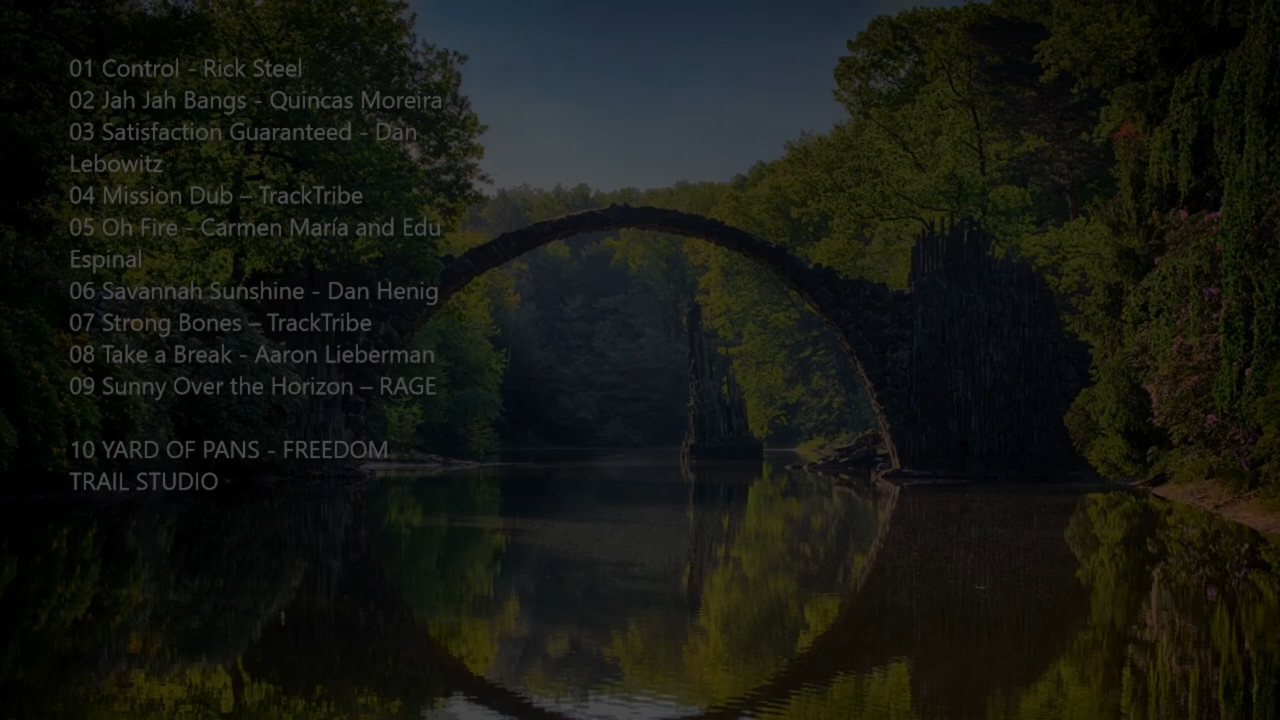 01 Control - Rick Steel
02 Jah Jah Bangs - Quincas Moreira
03 Satisfaction Guaranteed - Dan
Lebowitz
04 Mission Dub – TrackTribe
05 Oh Fire - Carmen María and Edu
Espinal
06 Savannah Sunshine - Dan Henig
07 Strong Bones – TrackTribe
08 Take a Break - Aaron Lieberman
09 Sunny Over the Horizon – RAGE
10 YARD OF PANS - FREEDOM
TRAIL STUDIO